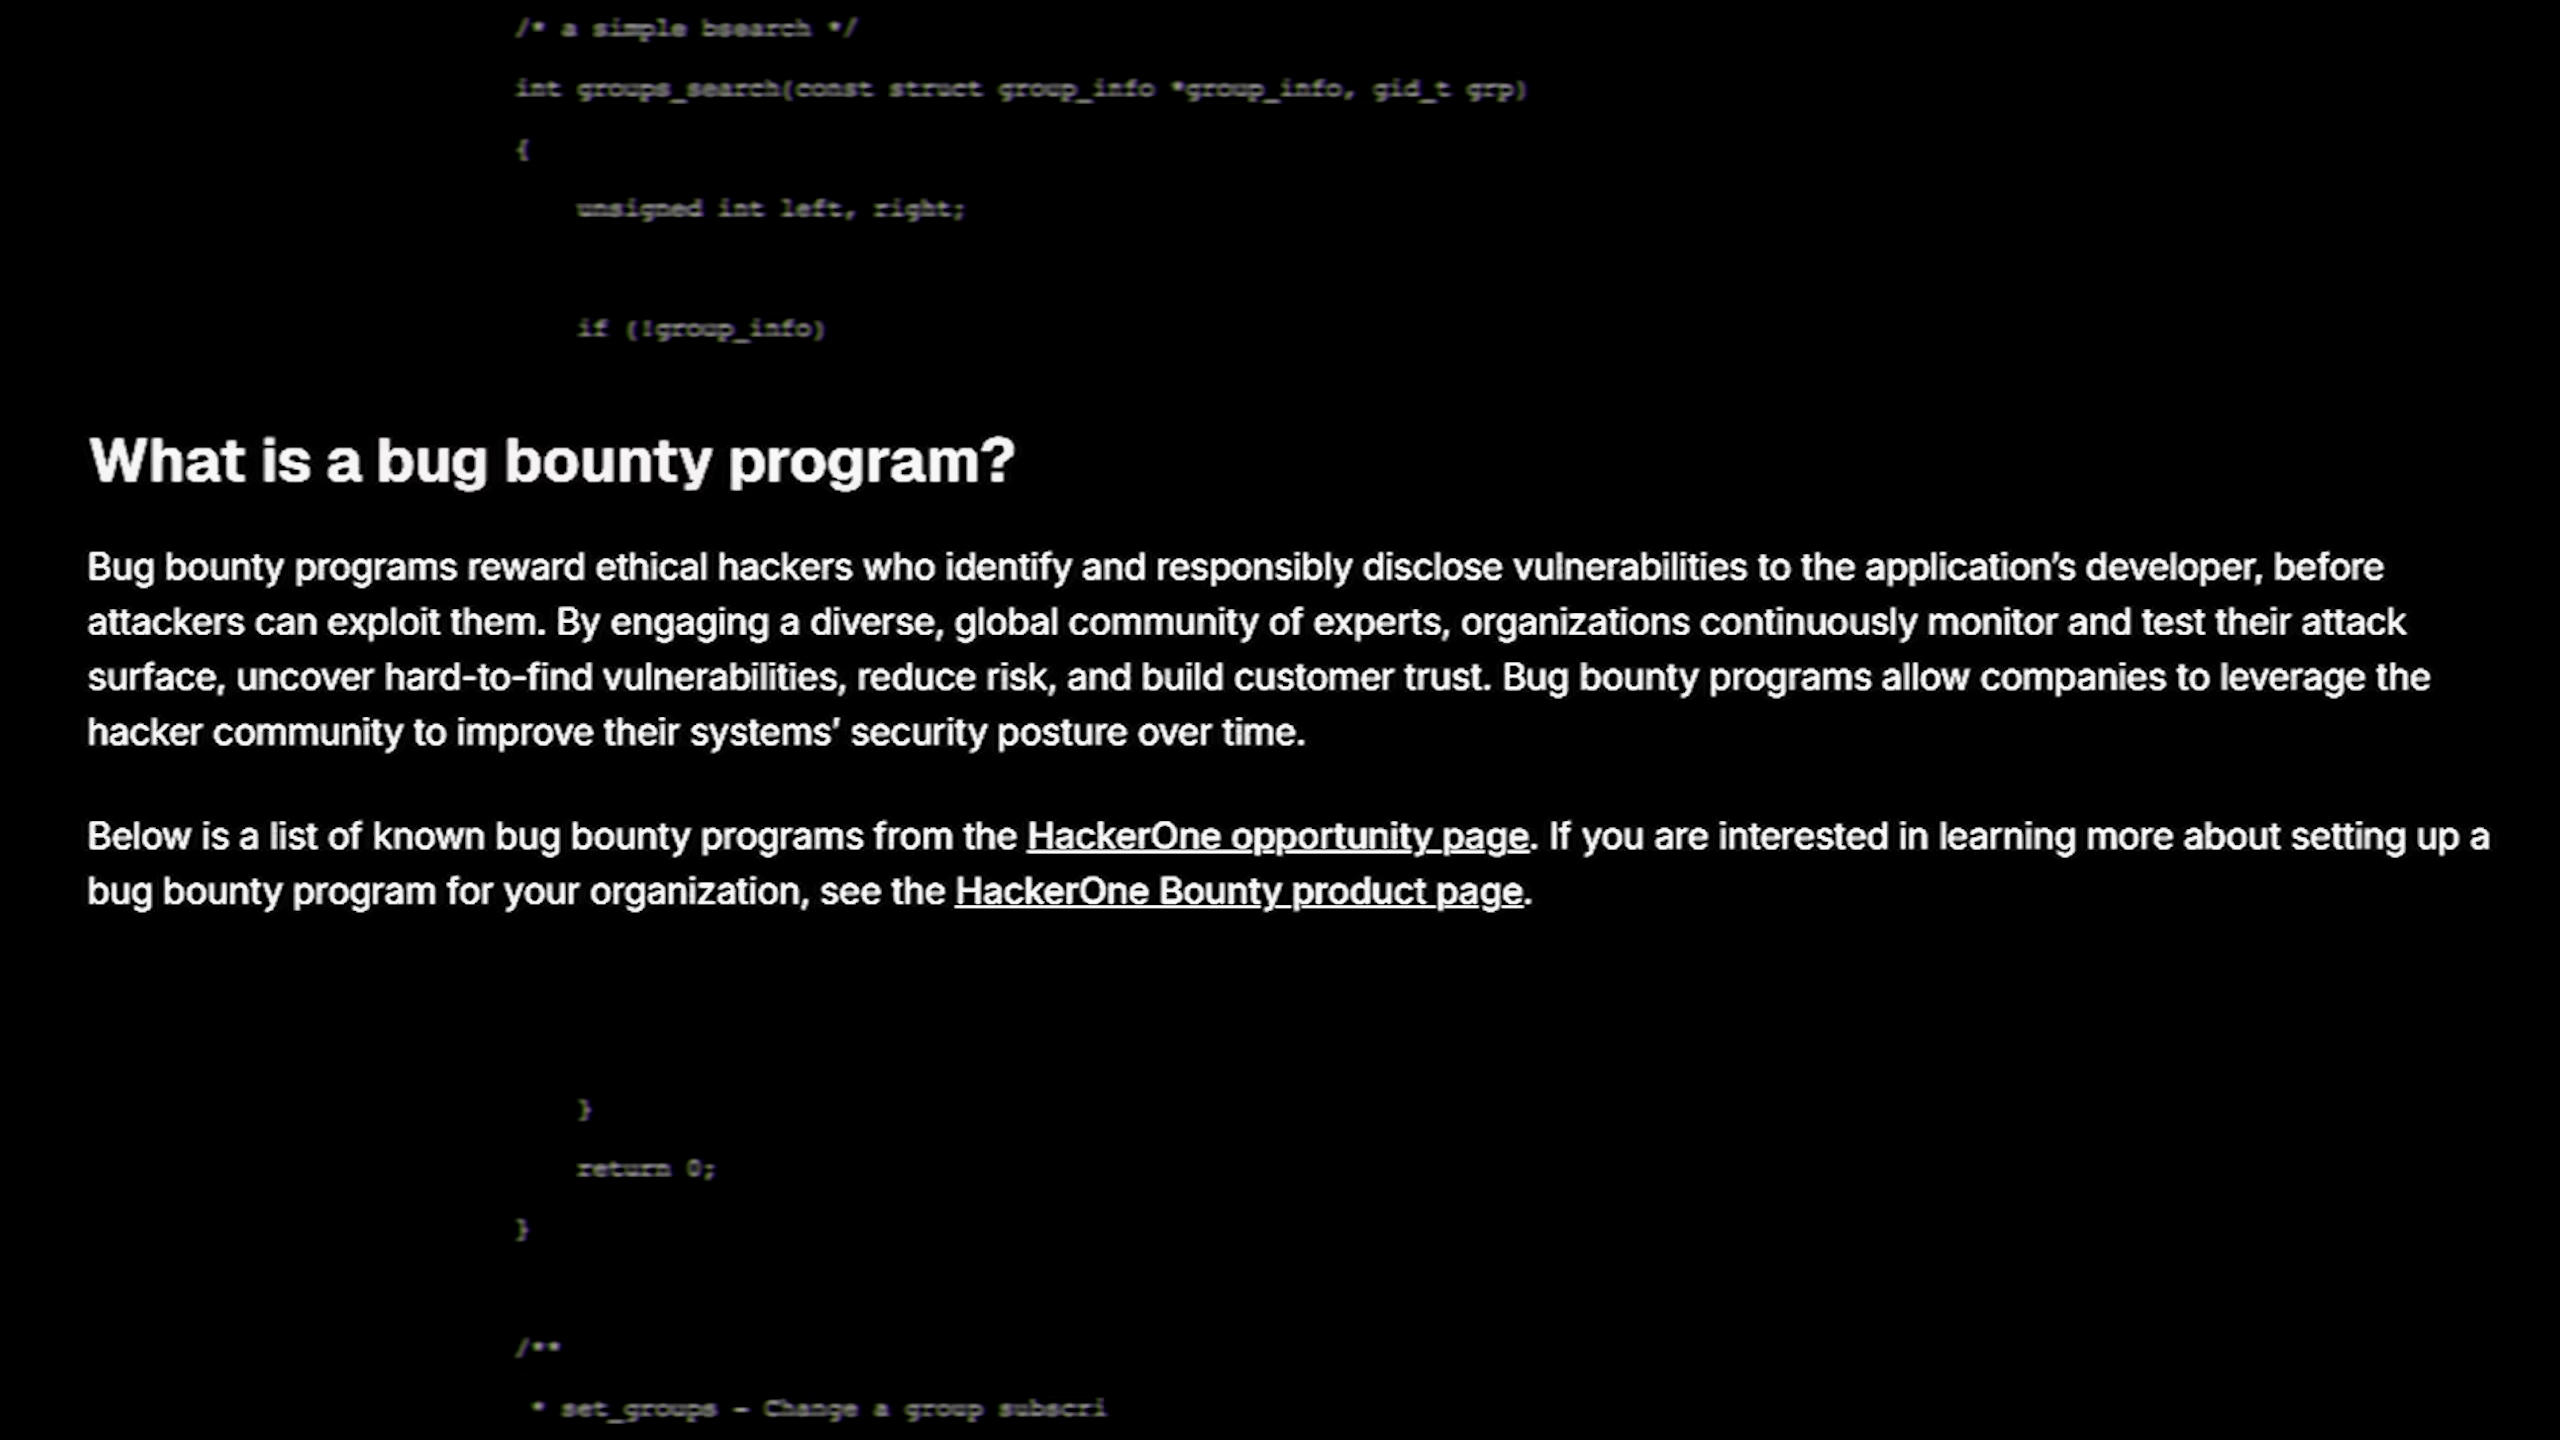 /* a simple bsearch */
int groups_search(const struct group_info *group_info, gid_t grp)
{
unsigned int left, right;
if (!group_info)
What is a bug bounty program?
Bug bounty programs reward ethical hackers who identify and responsibly disclose vulnerabilities to the application’s developer, before
attackers can exploit them. By engaging a diverse, global community of experts, organizations continuously monitor and test their attack
surface, uncover hard-to-find vulnerabilities, reduce risk, and build customer trust. Bug bounty programs allow companies to leverage the
hacker community to improve their systems’ security posture over time.
Below is a list of known bug bounty programs from the HackerOne opportunity page. If you are interested in learning more about setting up a
bug bounty program for your organization, see the HackerOne Bounty product page.
}
return 0;
}
/**
* set_groups - Change a group subscri